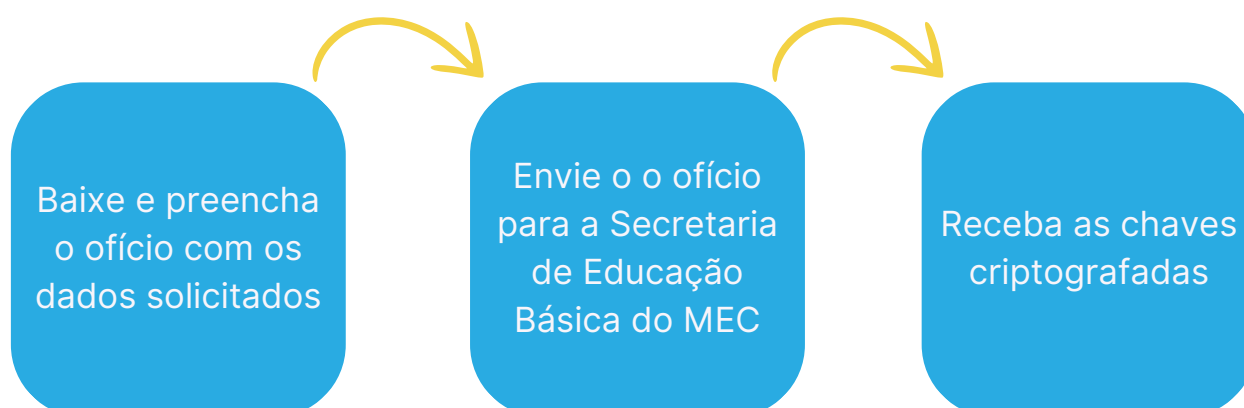 Baixe e preencha
o ofício com os
dados solicitados
Envie o o ofício
para a Secretaria
de Educação
Básica do MEC
Receba as chaves
criptografadas